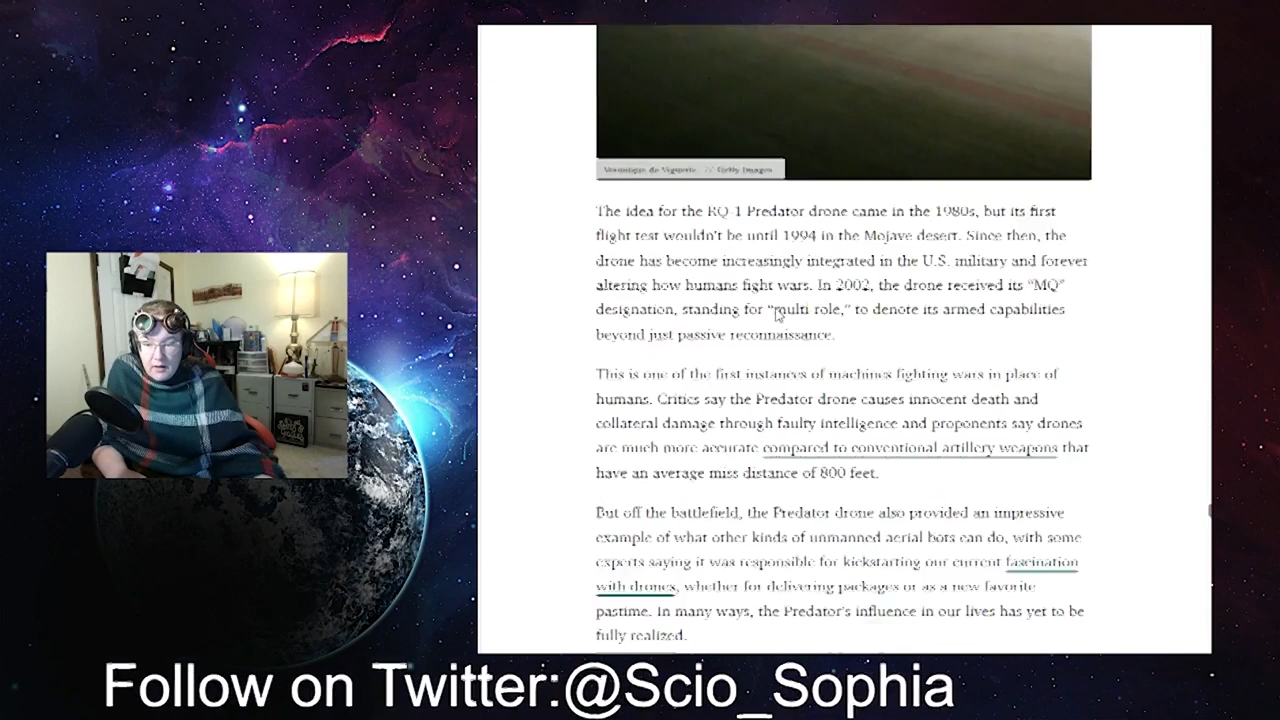 Veronique de Viguerie // Getty Images
The idea for the RQ-1 Predator drone came in the 1980s, but its first
flight test wouldn't be until 1994 in the Mojave desert. Since then, the
drone has become increasingly integrated in the U.S. military and forever
altering how humans fight wars. In 2002, the drone received its “MQ”
designation, standing for “multi role,” to denote its armed capabilities
beyond just passive reconnaissance.
This is one of the first instances of machines fighting wars in place of
humans. Critics say the Predator drone causes innocent death and
collateral damage through faulty intelligence and proponents say drones
are much more accurate compared to conventional artillery weapons that
have an average miss distance of 800 feet.
But off the battlefield, the Predator drone also provided an impressive
example of what other kinds of unmanned aerial bots can do, with some
experts saying it was responsible for kickstarting our current fascination
with drones, whether for delivering packages or as a new favorite
pastime. In many ways, the Predator's influence in our lives has yet to be
fully realized.
Follow on Twitter:@Scio_Sophia